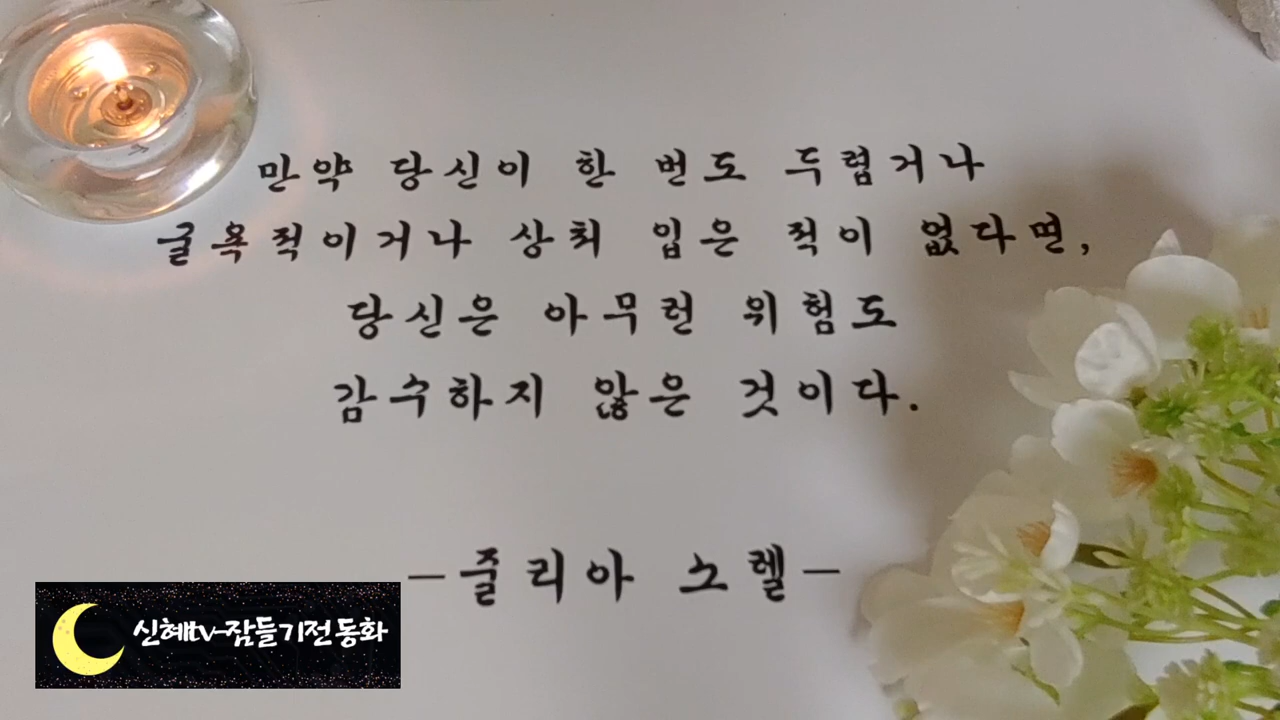 만약 당신이 한 번도 두렵거나
굴욕적이거나 상처 입은 적이 없다면,
당신은 아무런 위험도
감수하지 않은 것이다.
-줄리아 소렐-
신혜tv-잠들기전동화